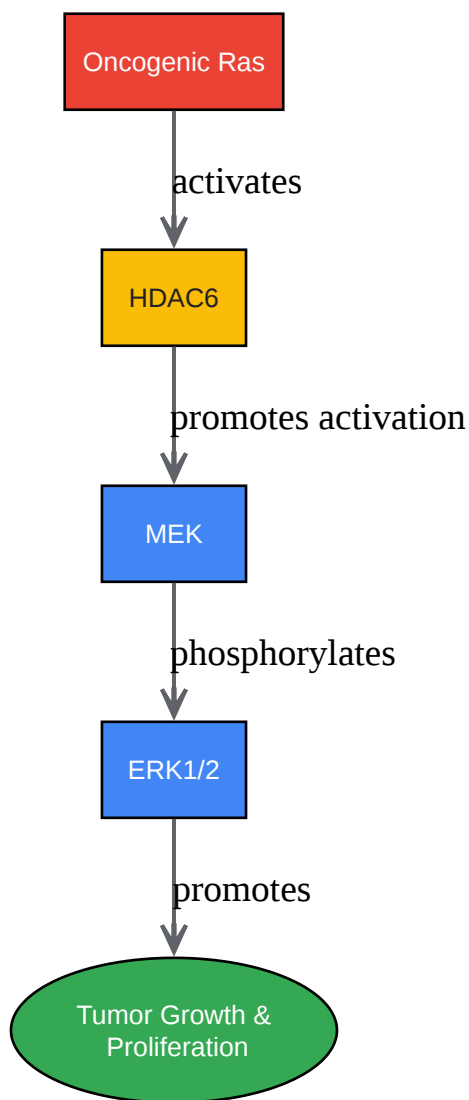 Oncogenic Ras
activates
HDAC6
promotes activation
MEK
phosphorylates
ERK1/2
promotes
Tumor Growth &
Proliferation